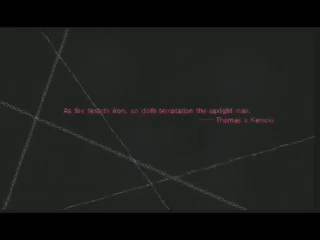 As fire testeth iron, so doth temptation the upright man.
—— Thomas à Kempis